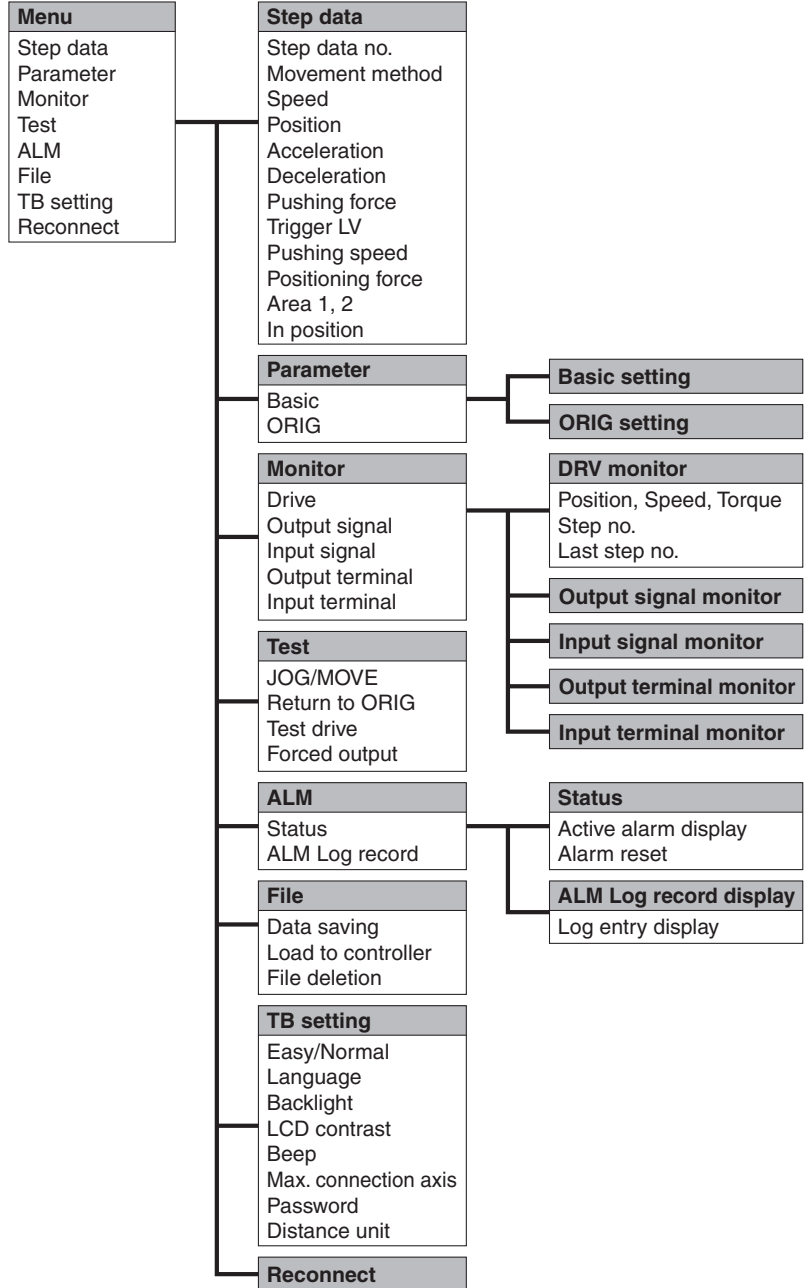 Menu
Step data
Parameter
Monitor
Test
ALM
File
TB setting
Reconnect
Step data
Step data no.
Movement method
Speed
Position
Acceleration
Deceleration
Pushing force
Trigger LV
Pushing speed
Positioning force
Area 1, 2
In position
Parameter
Basic
ORIG
Basic setting
ORIG setting
Monitor
Drive
Output signal
Input signal
Output terminal
Input terminal
DRV monitor
Position, Speed, Torque
Step no.
Last step no.
Output signal monitor
Input signal monitor
Output terminal monitor
Input terminal monitor
Test
JOG/MOVE
Return to ORIG
Test drive
Forced output
ALM
Status
ALM Log record
Status
Active alarm display
Alarm reset
ALM Log record display
Log entry display
File
Data saving
Load to controller
File deletion
TB setting
Easy/Normal
Language
Backlight
LCD contrast
Beep
Max. connection axis
Password
Distance unit
Reconnect